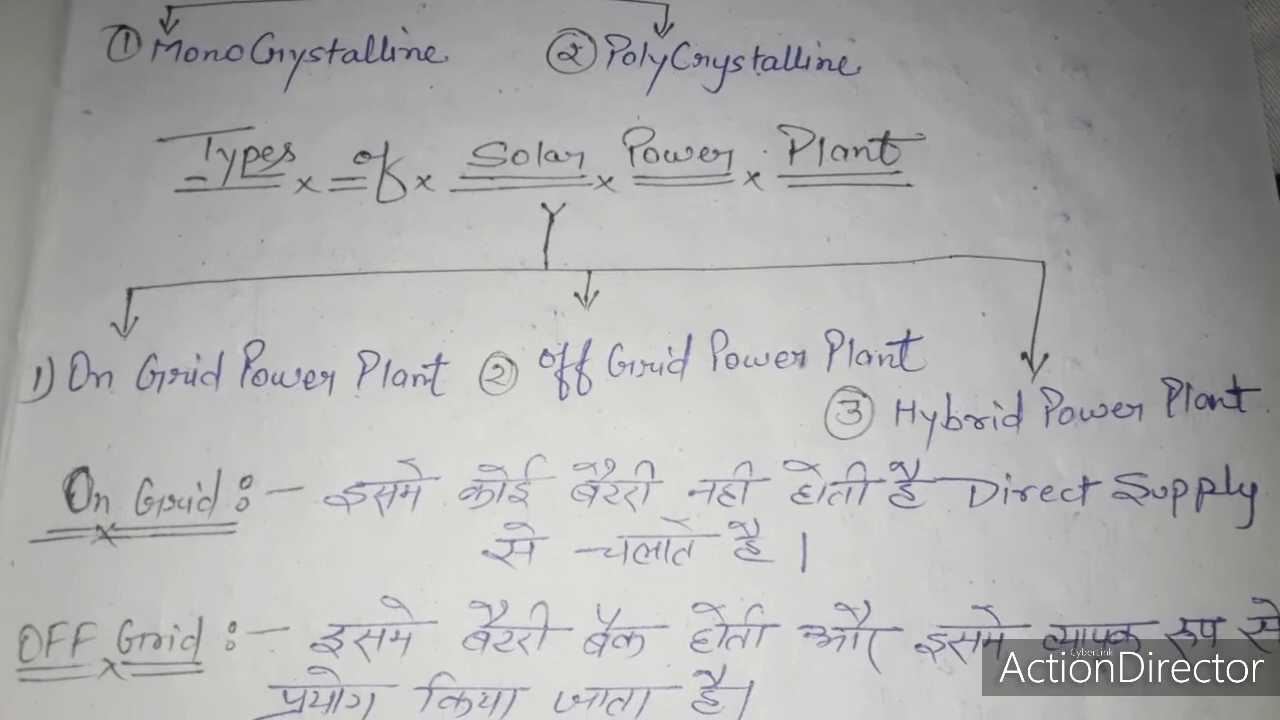 ① MonoCrystalline ② PolyCrystalline
Types of Solar Power Plant
1) On Grid Power Plant ② Off Grid Power Plant
③ Hybrid Power Plant
On Grid :- इसमे कोई बैटरी नही होती है Direct Supply
से चलाते है ।
OFF Grid :- इसमे बैटरी बैंक होती और इसमे व्यापक रुप से
प्रयोग किया जाता है।
CyberLink
ActionDirector